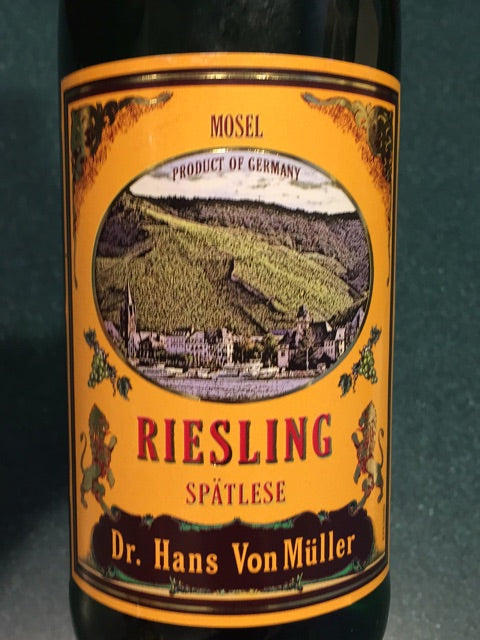 MOSEL
PRODUCT OF GERMANY
RIESLING
SPÄTLESE
Dr. Hans Von Müller